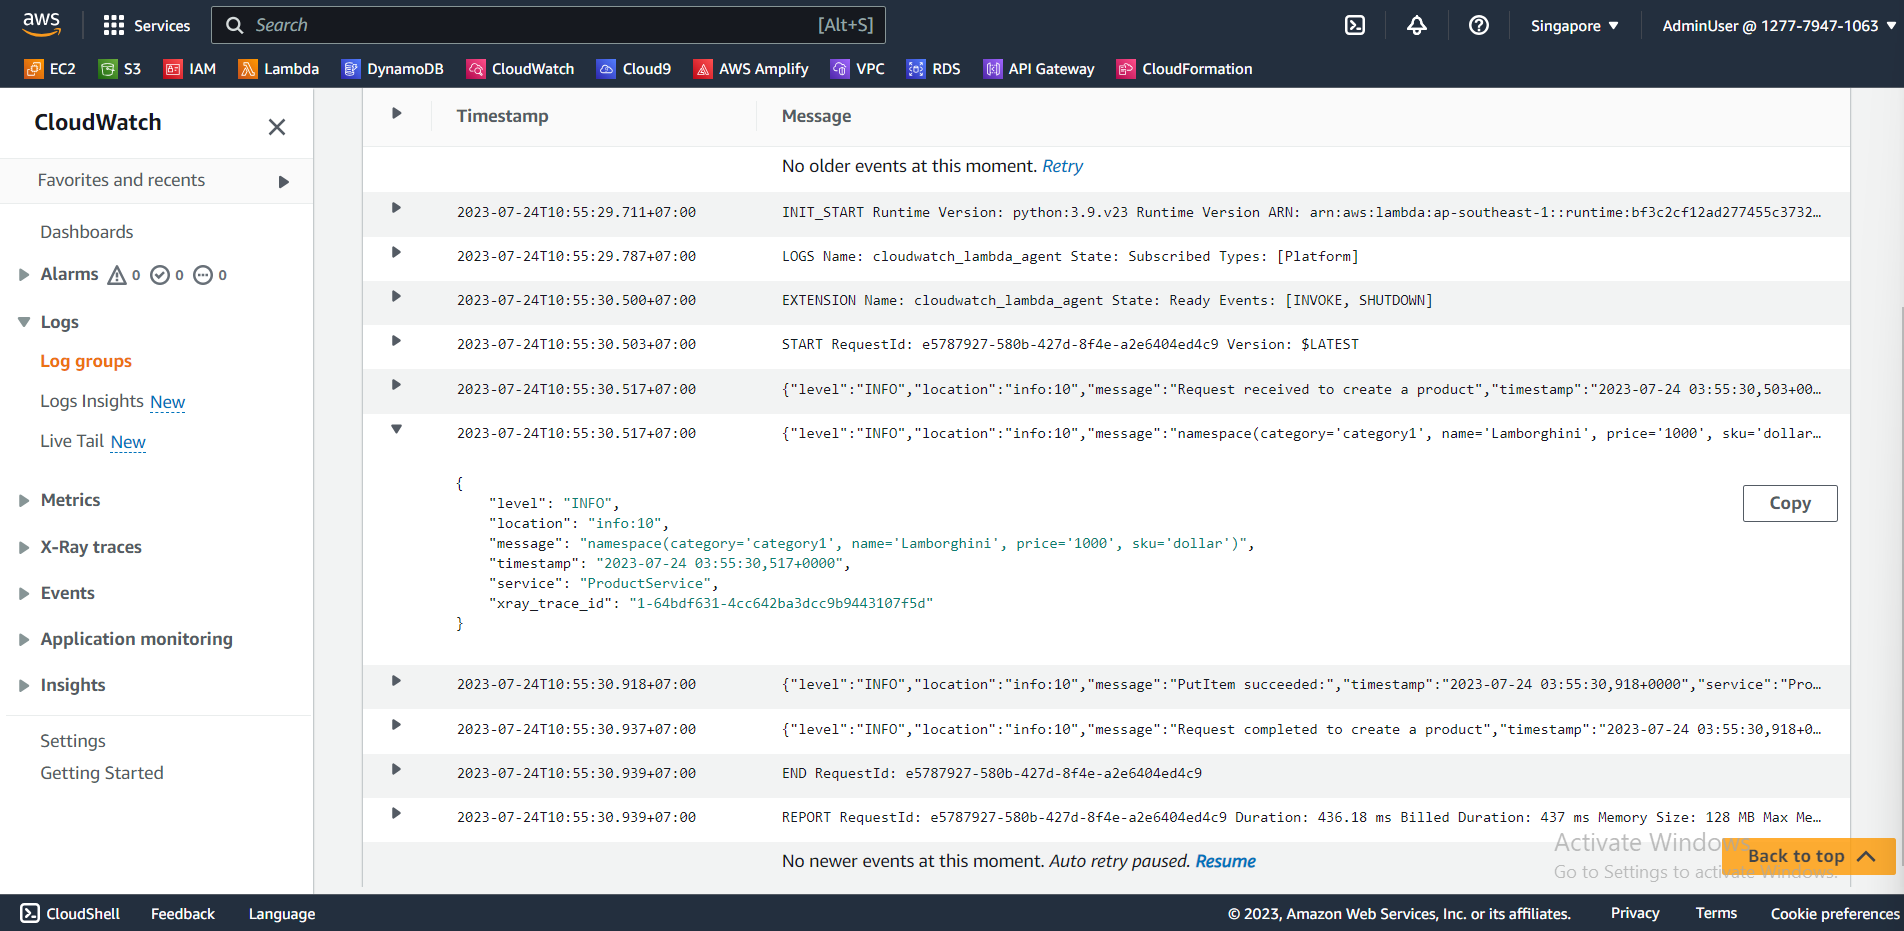 aws Services Search [Alt+S] Singapore AdminUser @ 1277-7947-1063
EC2 S3 IAM Lambda DynamoDB CloudWatch Cloud9 AWS Amplify VPC RDS API Gateway CloudFormation
CloudWatch
Favorites and recents
Dashboards
Alarms 0 0 0
Logs
Log groups
Logs Insights New
Live Tail New
Metrics
X-Ray traces
Events
Application monitoring
Insights
Settings
Getting Started
Timestamp Message
No older events at this moment. Retry
2023-07-24T10:55:29.711+07:00 INIT_START Runtime Version: python:3.9.v23 Runtime Version ARN: arn:aws:lambda:ap-southeast-1::runtime:bf3c2cf12ad277455c3732…
2023-07-24T10:55:29.787+07:00 LOGS Name: cloudwatch_lambda_agent State: Subscribed Types: [Platform]
2023-07-24T10:55:30.500+07:00 EXTENSION Name: cloudwatch_lambda_agent State: Ready Events: [INVOKE, SHUTDOWN]
2023-07-24T10:55:30.503+07:00 START RequestId: e5787927-580b-427d-8f4e-a2e6404ed4c9 Version: $LATEST
2023-07-24T10:55:30.517+07:00 {"level":"INFO","location":"info:10","message":"Request received to create a product","timestamp":"2023-07-24 03:55:30,503+00…
2023-07-24T10:55:30.517+07:00 {"level":"INFO","location":"info:10","message":"namespace(category='category1', name='Lamborghini', price='1000', sku='dollar…
{
"level": "INFO",
"location": "info:10",
"message": "namespace(category='category1', name='Lamborghini', price='1000', sku='dollar')",
"timestamp": "2023-07-24 03:55:30,517+0000",
"service": "ProductService",
"xray_trace_id": "1-64bdf631-4cc642ba3dcc9b9443107f5d"
}
Copy
2023-07-24T10:55:30.918+07:00 {"level":"INFO","location":"info:10","message":"PutItem succeeded:","timestamp":"2023-07-24 03:55:30,918+0000","service":"Pro…
2023-07-24T10:55:30.937+07:00 {"level":"INFO","location":"info:10","message":"Request completed to create a product","timestamp":"2023-07-24 03:55:30,918+0…
2023-07-24T10:55:30.939+07:00 END RequestId: e5787927-580b-427d-8f4e-a2e6404ed4c9
2023-07-24T10:55:30.939+07:00 REPORT RequestId: e5787927-580b-427d-8f4e-a2e6404ed4c9 Duration: 436.18 ms Billed Duration: 437 ms Memory Size: 128 MB Max Me…
No newer events at this moment. Auto retry paused. Resume
Activate Windows
Go to Settings to activate Windows.
Back to top
CloudShell Feedback Language © 2023, Amazon Web Services, Inc. or its affiliates. Privacy Terms Cookie preferences